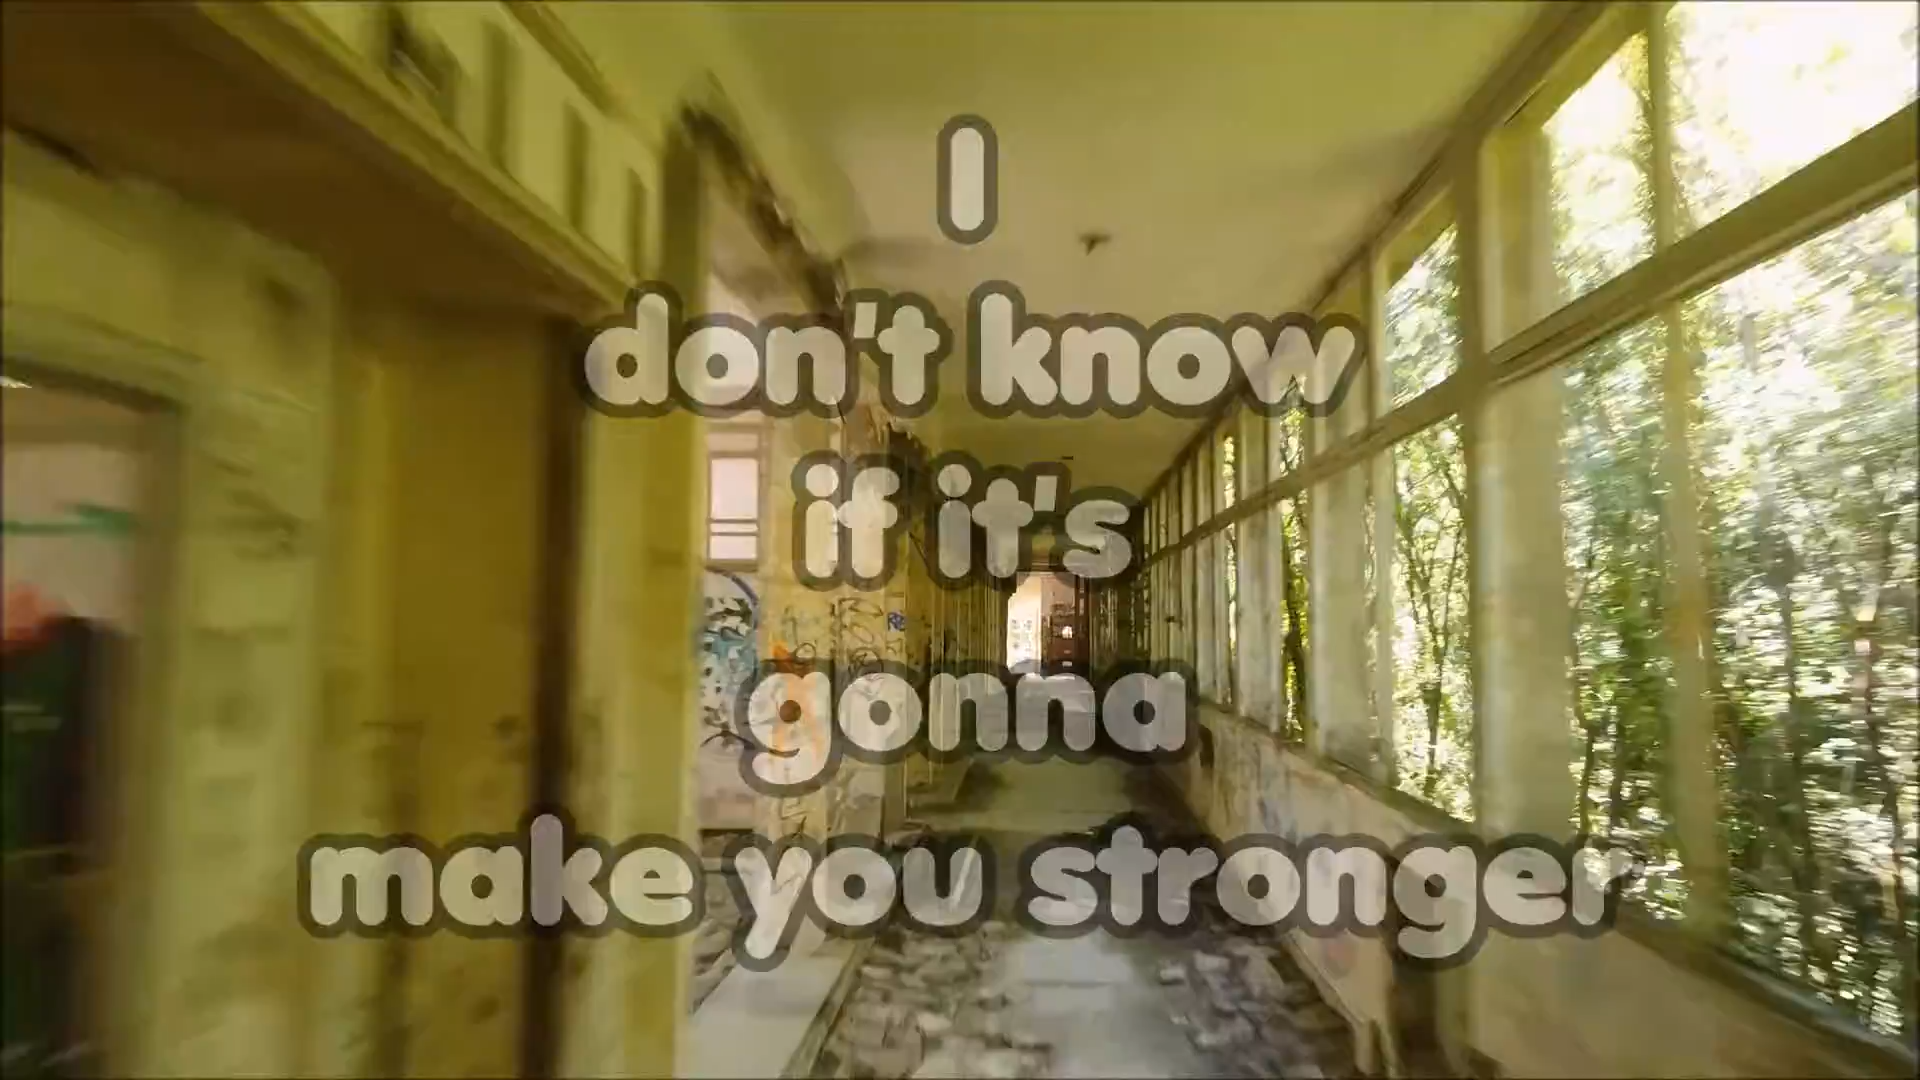 I
don't know
if it's
gonna
make you stronger